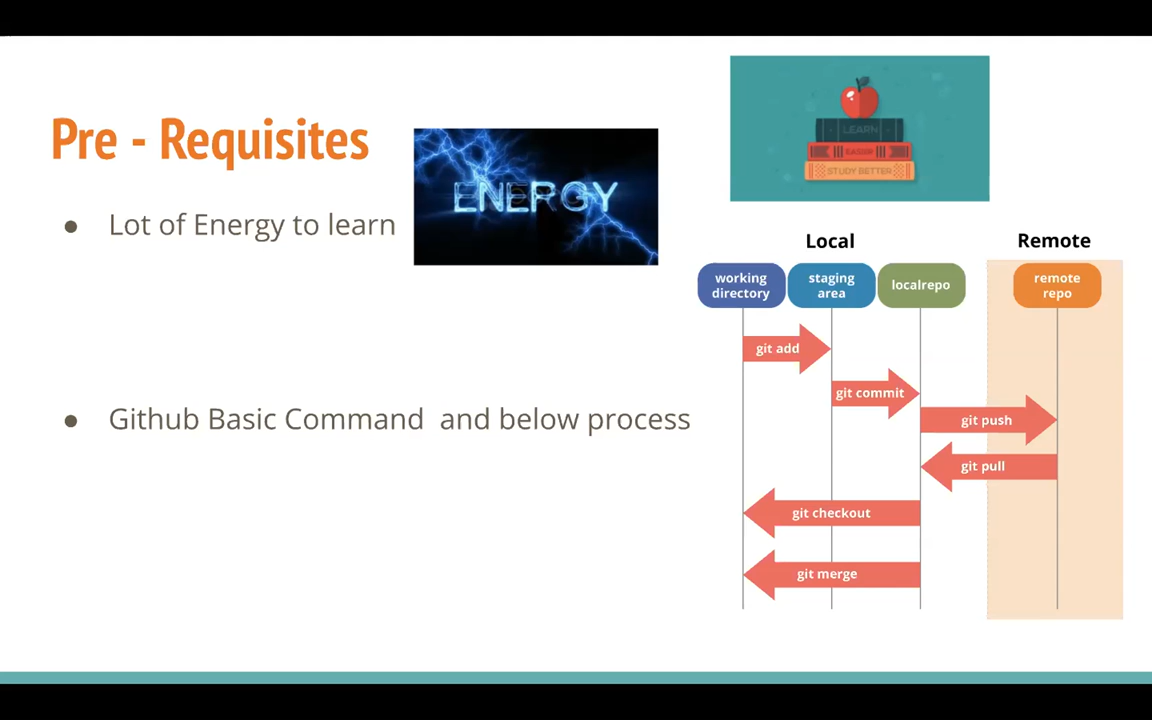 Pre - Requisites
● Lot of Energy to learn
ENERGY
LEARN
EASIER
STUDY BETTER
● Github Basic Command and below process
Local
Remote
working
directory
staging
area
localrepo
remote
repo
git add
git commit
git push
git pull
git checkout
git merge